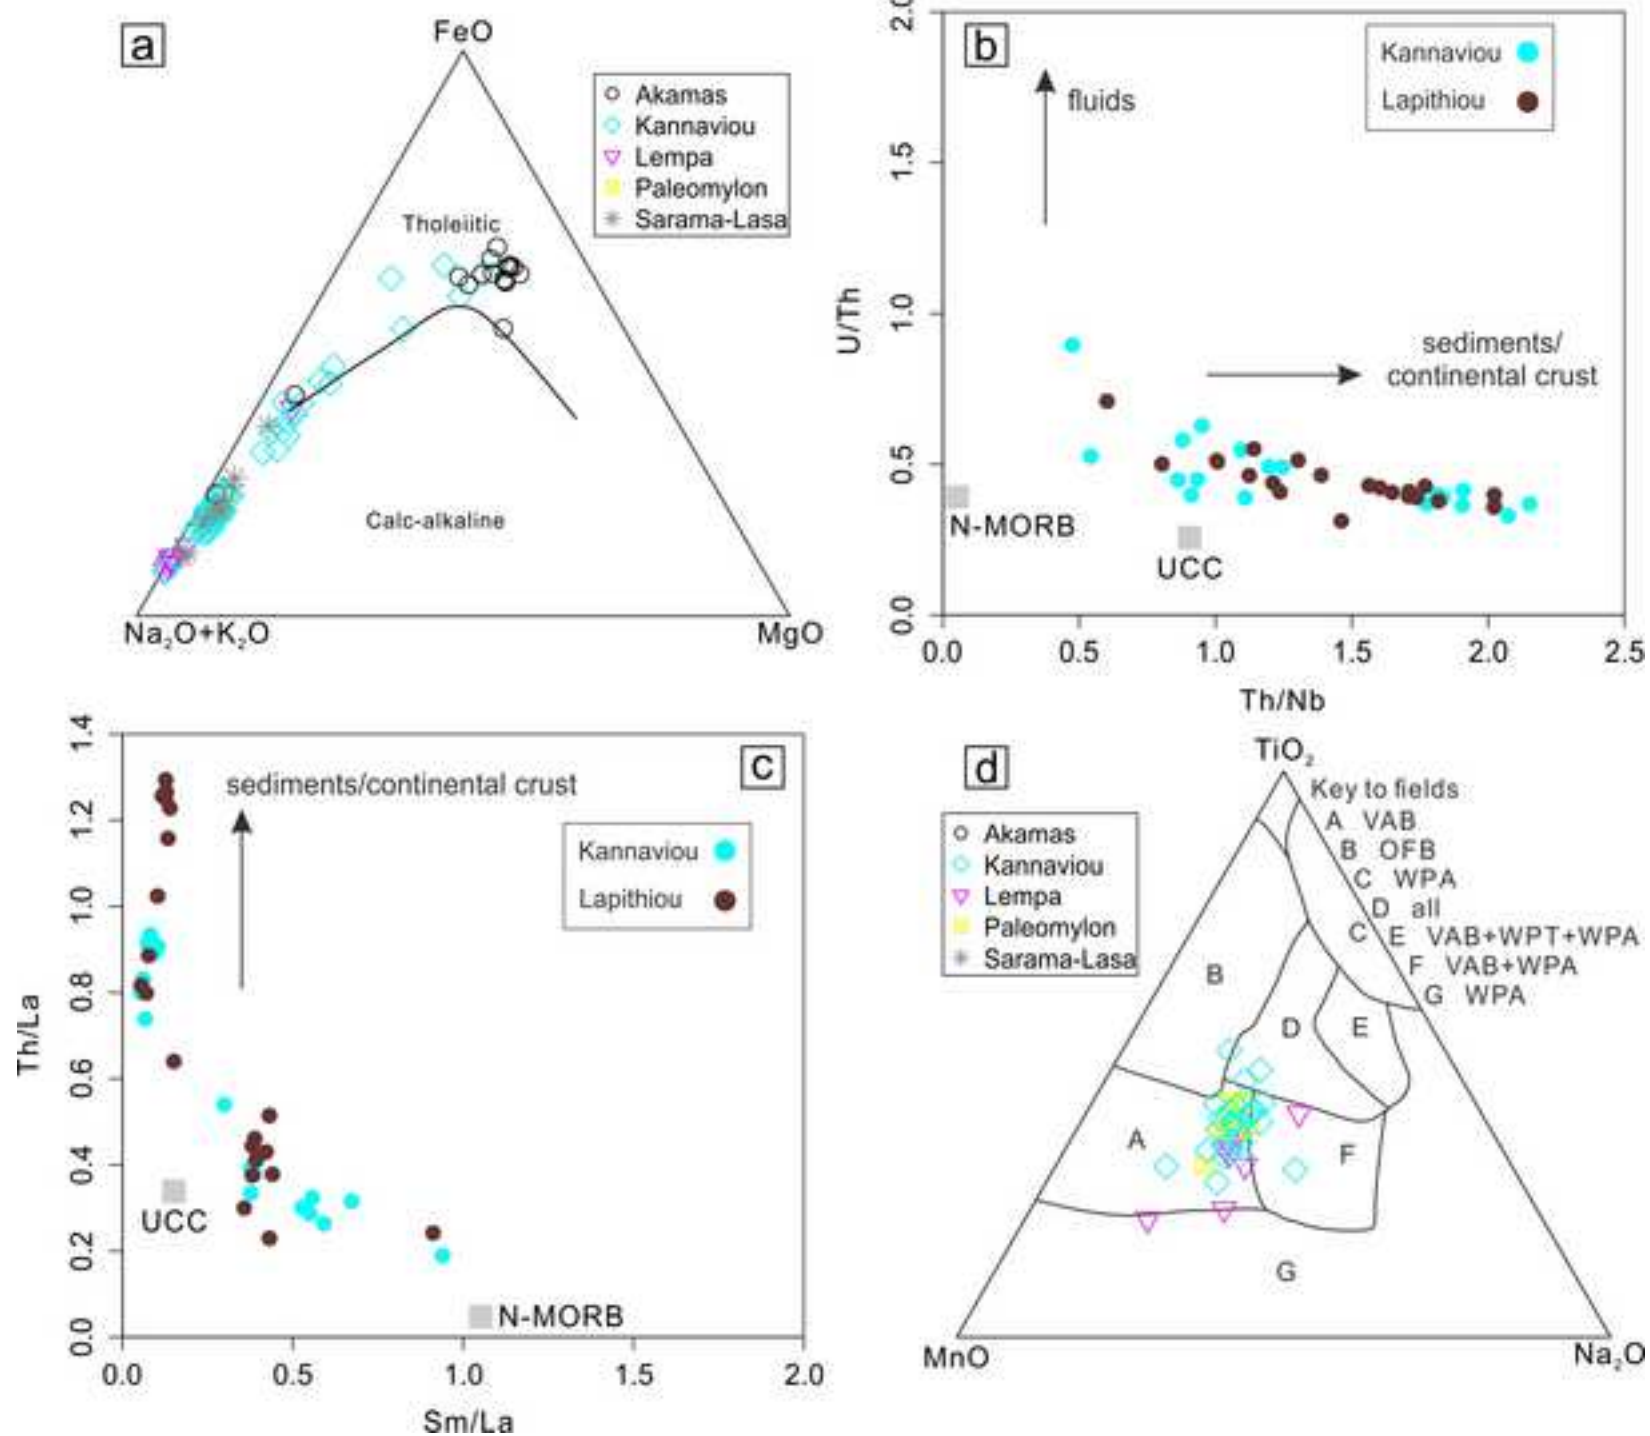 a
FeO
Akamas
Kannaviou
Lempa
Paleomylon
Sarama-Lasa
Tholeiitic
Calc-alkaline
Na₂O+K₂O
MgO
b
2.0
1.5
1.0
0.5
0.0
U/Th
Kannaviou
Lapithiou
fluids
sediments/
continental crust
N-MORB
UCC
0.0 0.5 1.0 1.5 2.0 2.5
Th/Nb
c
1.4
1.2
1.0
0.8
0.6
0.4
0.2
0.0
Th/La
sediments/continental crust
Kannaviou
Lapithiou
UCC
N-MORB
0.0 0.5 1.0 1.5 2.0
Sm/La
d
TiO₂
Akamas
Kannaviou
Lempa
Paleomylon
Sarama-Lasa
Key to fields
A VAB
B OFB
C WPA
D all
E VAB+WPT+WPA
F VAB+WPA
G WPA
C
B
D
E
A
F
G
MnO
Na₂O